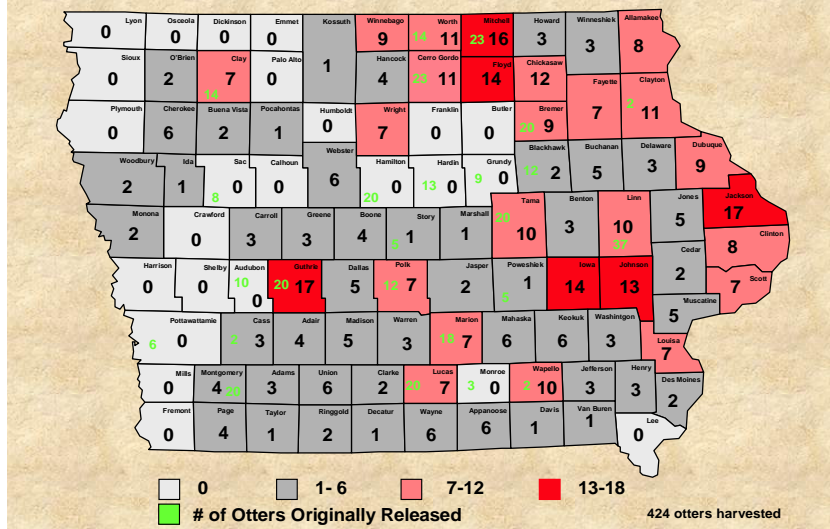 Lyon Osceola Dickinson Emmet Kossuth Winnebago Worth Mitchell Howard Winneshiek Allamakee
0 0 0 0 1 9 14 11 23 16 3 3 8
Sioux O'Brien Clay Palo Alto Hancock Cerro Gordo Floyd Chickasaw Fayette Clayton
0 2 7 14 0 4 23 11 14 12 7 2 11
Plymouth Cherokee Buena Vista Pocahontas Humboldt Wright Franklin Butler Bremer
0 6 2 1 0 7 0 0 20 9
Woodbury Ida Sac Calhoun Webster Hamilton Hardin Grundy Blackhawk Buchanan Delaware Dubuque
2 1 8 0 0 6 20 0 13 0 9 0 12 2 5 3 9
Monona Crawford Carroll Greene Boone Story Marshall Tama Benton Linn Jones Jackson
2 0 3 3 4 5 1 1 20 10 3 10 37 5 17
Clinton
8
Harrison Shelby Audubon Guthrie Dallas Polk Jasper Poweshiek Iowa Johnson Cedar Scott
0 0 10 0 20 17 5 12 7 2 1 14 13 2 7
Muscatine
5
Pottawattamie Cass Adair Madison Warren Marion Mahaska Keokuk Washintgon Louisa
6 0 3 4 5 3 18 7 6 6 3 7
Mills Montgomery Adams Union Clarke Lucas Monroe Wapello Jefferson Henry Des Moines
0 4 20 3 6 2 20 7 3 0 2 10 3 3 2
Fremont Page Taylor Ringgold Decatur Wayne Appanoose Davis Van Buren Lee
0 4 1 2 1 6 6 1 1 0
0 1- 6 7-12 13-18
# of Otters Originally Released 424 otters harvested